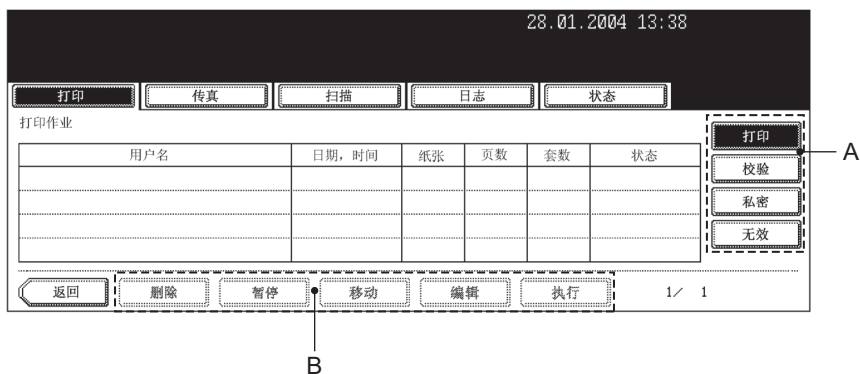 28.01.2004 13:38
打印 传真 扫描 日志 状态
打印作业
用户名 日期，时间 纸张 页数 套数 状态
打印
校验
私密
无效
A
返回 删除 暂停 移动 编辑 执行 1/ 1
B